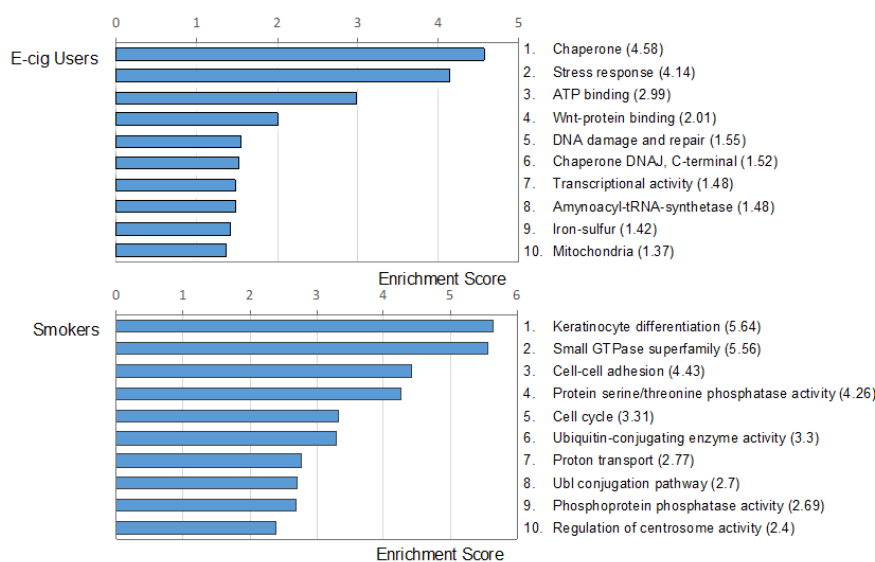 0 1 2 3 4 5
E-cig Users
1. Chaperone (4.58)
2. Stress response (4.14)
3. ATP binding (2.99)
4. Wnt-protein binding (2.01)
5. DNA damage and repair (1.55)
6. Chaperone DNAJ, C-terminal (1.52)
7. Transcriptional activity (1.48)
8. Amynoacyl-tRNA-synthetase (1.48)
9. Iron-sulfur (1.42)
10. Mitochondria (1.37)
Enrichment Score
0 1 2 3 4 5 6
Smokers
1. Keratinocyte differentiation (5.64)
2. Small GTPase superfamily (5.56)
3. Cell-cell adhesion (4.43)
4. Protein serine/threonine phosphatase activity (4.26)
5. Cell cycle (3.31)
6. Ubiquitin-conjugating enzyme activity (3.3)
7. Proton transport (2.77)
8. Ubl conjugation pathway (2.7)
9. Phosphoprotein phosphatase activity (2.69)
10. Regulation of centrosome activity (2.4)
Enrichment Score